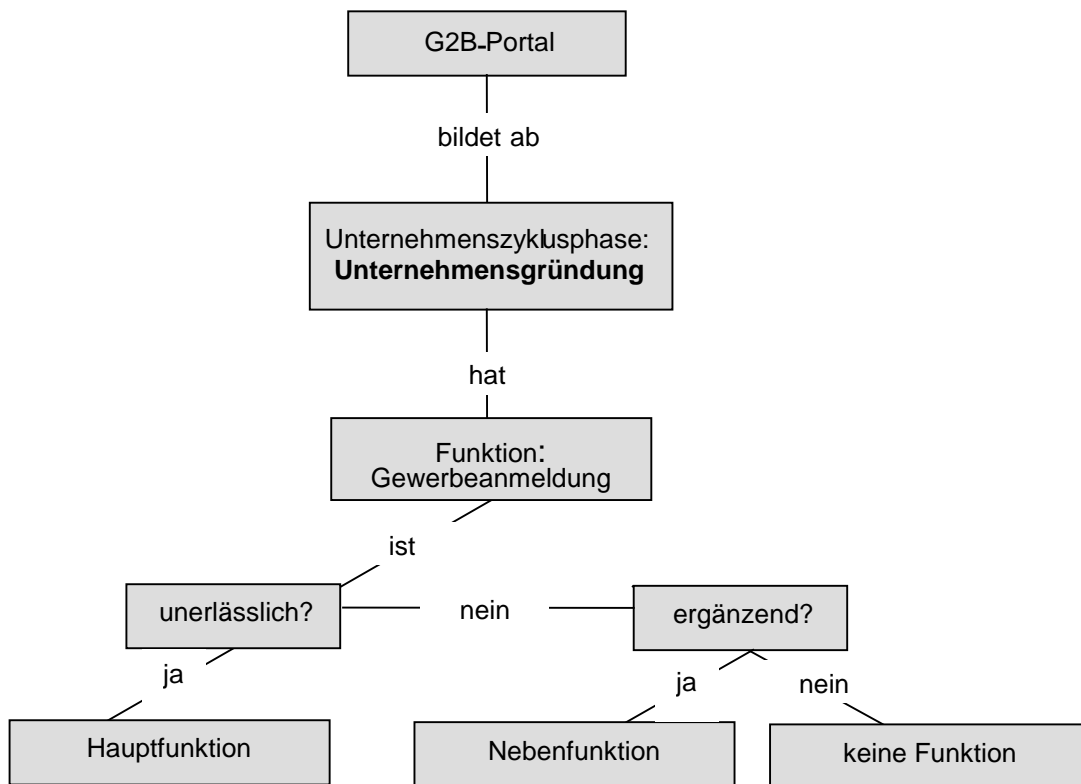 G2B-Portal
bildet ab
Unternehmenszyklusphase:
Unternehmensgründung
hat
Funktion:
Gewerbeanmeldung
ist
unerlässlich?
nein
ergänzend?
ja
ja
nein
Hauptfunktion
Nebenfunktion
keine Funktion